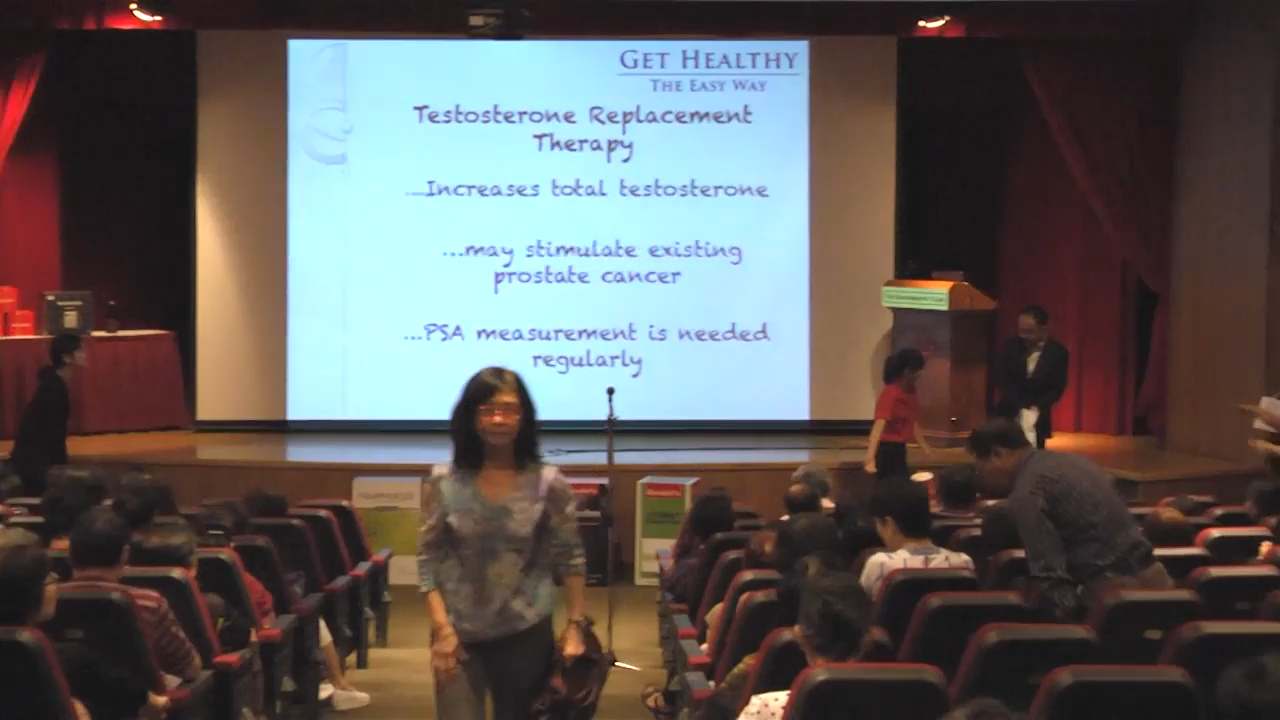 GET HEALTHY
THE EASY WAY
Testosterone Replacement
Therapy
...Increases total testosterone
...may stimulate existing
prostate cancer
...PSA measurement is needed
regularly